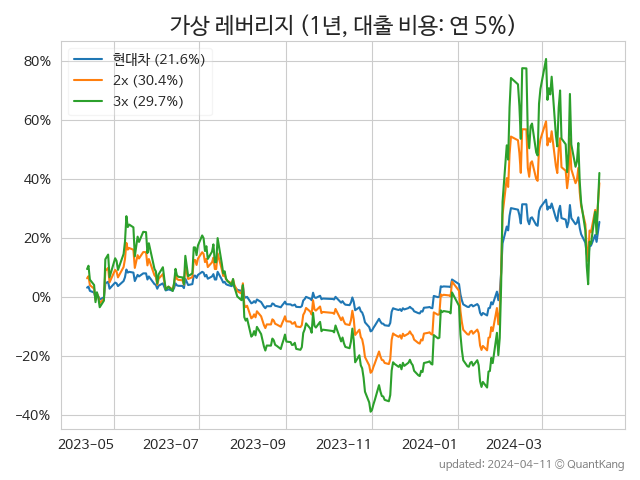 가상 레버리지 (1년, 대출 비용: 연 5%)
현대차 (21.6%)
2x (30.4%)
3x (29.7%)
80%
60%
40%
20%
0%
−20%
−40%
2023-05 2023-07 2023-09 2023-11 2024-01 2024-03
updated: 2024-04-11 © QuantKang